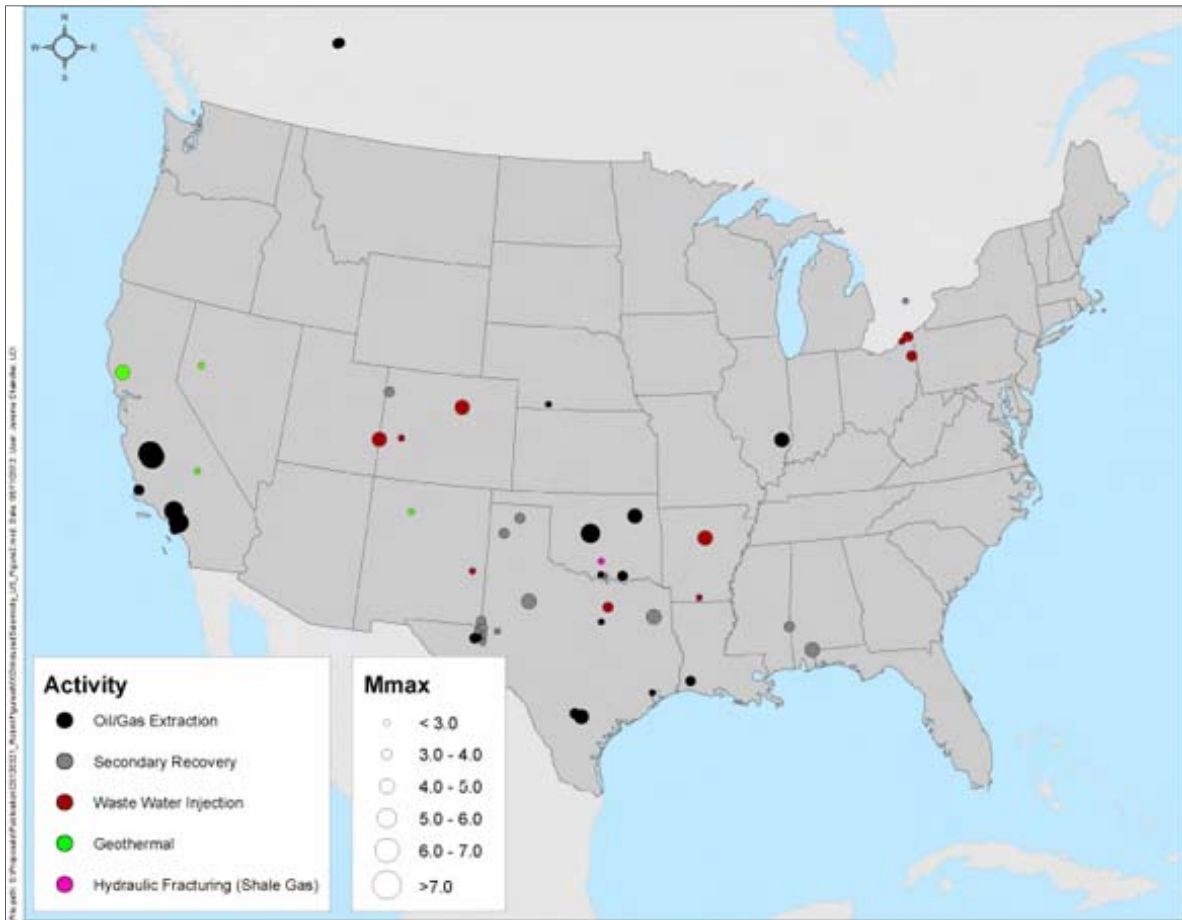 N
W E
S
Activity
Oil/Gas Extraction
Secondary Recovery
Waste Water Injection
Geothermal
Hydraulic Fracturing (Shale Gas)
Mmax
< 3.0
3.0 - 4.0
4.0 - 5.0
5.0 - 6.0
6.0 - 7.0
>7.0